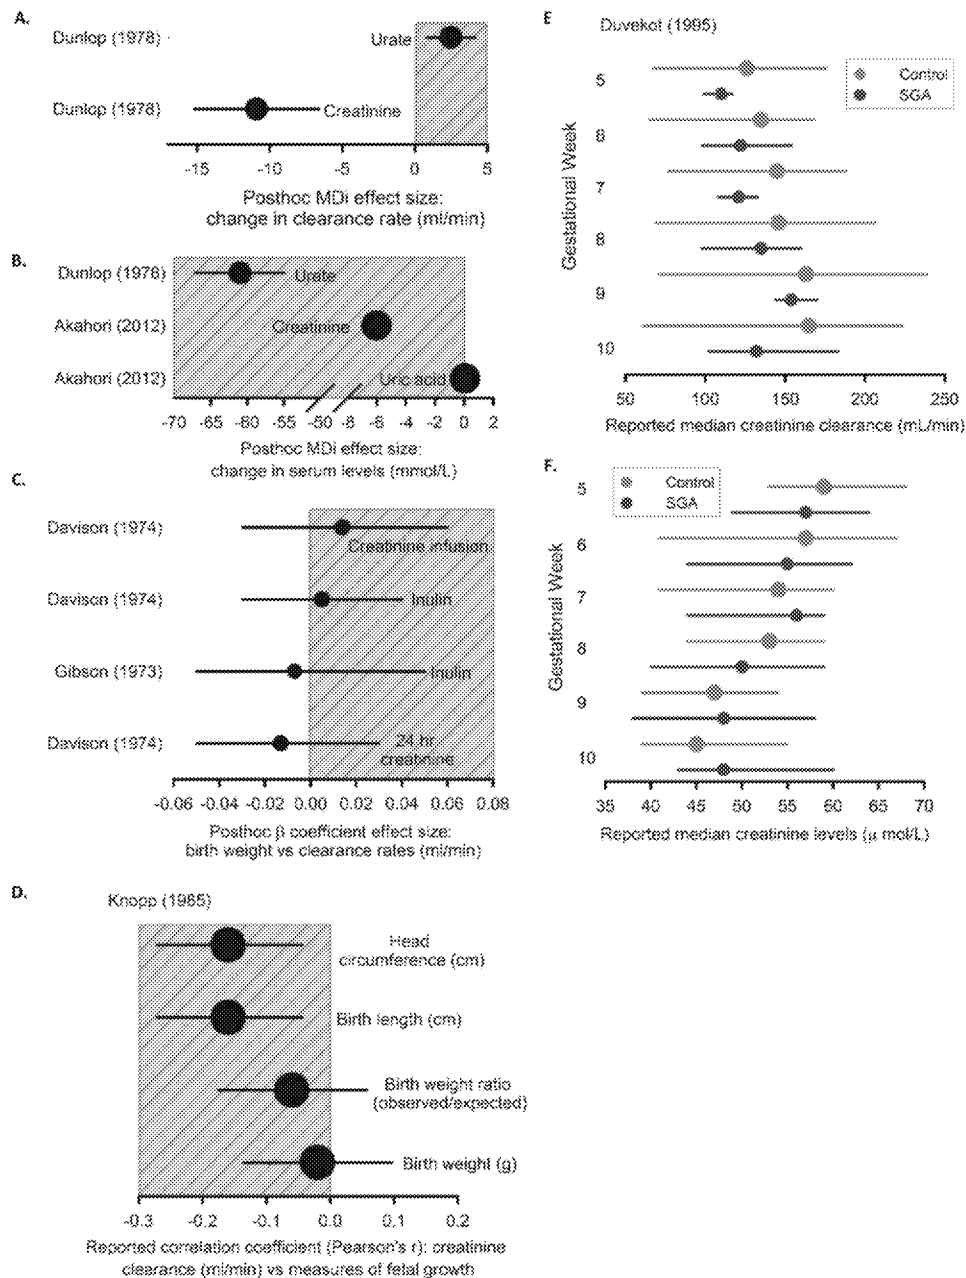 A.
Dunlop (1978)
Urate
Dunlop (1978)
Creatinine
-15 -10 -5 0 5
Posthoc MDi effect size:
change in clearance rate (ml/min)
B.
Dunlop (1978)
Urate
Akahori (2012)
Creatinine
Akahori (2012)
Uric acid
-70 -65 -60 -55 -50 -8 -6 -4 -2 0 2
Posthoc MDi effect size:
change in serum levels (mmol/L)
C.
Davison (1974)
Creatinine infusion
Davison (1974)
Inulin
Gibson (1973)
Inulin
Davison (1974)
24 hr
creatinine
-0.06 -0.04 -0.02 0.00 0.02 0.04 0.06 0.08
Posthoc β coefficient effect size:
birth weight vs clearance rates (ml/min)
D.
Knopp (1985)
Head
circumference (cm)
Birth length (cm)
Birth weight ratio
(observed/expected)
Birth weight (g)
-0.3 -0.2 -0.1 0.0 0.1 0.2
Reported correlation coefficient (Pearson's r): creatinine
clearance (ml/min) vs measures of fetal growth
E
Duvekot (1995)
Control
SGA
Gestational Week
5
6
7
8
9
10
50 100 150 200 250
Reported median creatinine clearance (mL/min)
F.
Control
SGA
Gestational Week
5
6
7
8
9
10
35 40 45 50 55 60 65 70
Reported median creatinine levels (µ mol/L)